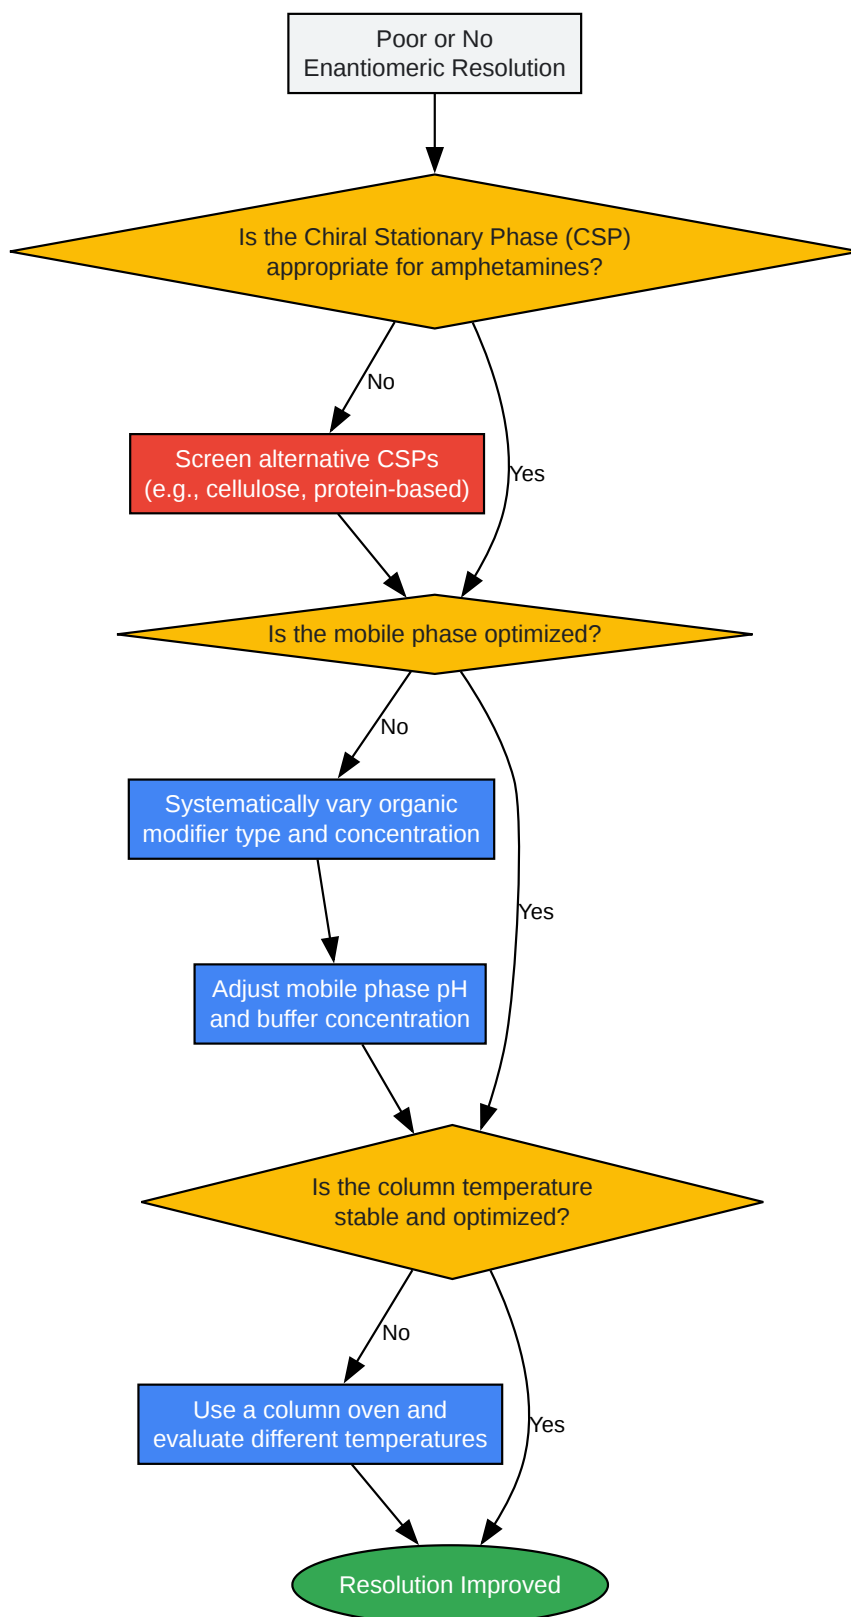 Poor or No
Enantiomeric Resolution
Is the Chiral Stationary Phase (CSP)
appropriate for amphetamines?
No
Screen alternative CSPs
(e.g., cellulose, protein-based)
Yes
Is the mobile phase optimized?
No
Systematically vary organic
modifier type and concentration
Yes
Adjust mobile phase pH
and buffer concentration
Is the column temperature
stable and optimized?
No
Use a column oven and
evaluate different temperatures
Yes
Resolution Improved